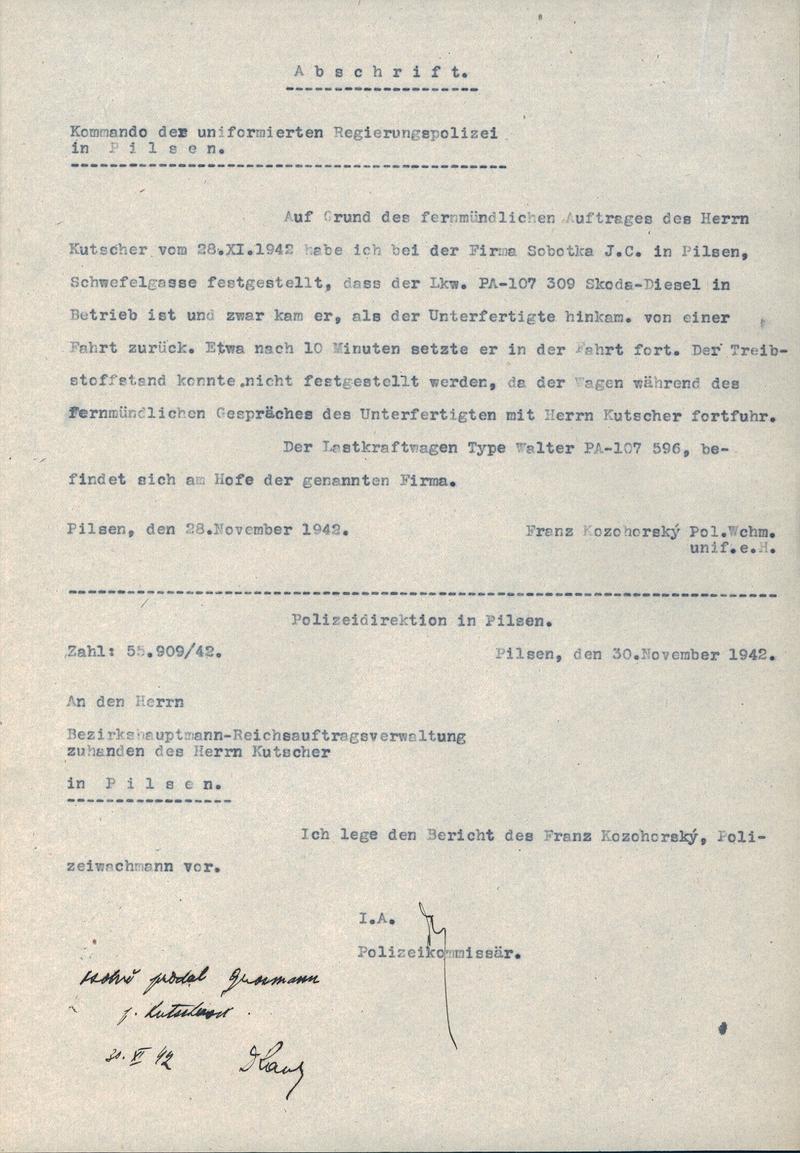 A b s c h r i f t.
Kommando der uniformierten Regierungspolizei
in P i l s e n.
Auf Grund des fernmündlichen Auftrages des Herrn
Kutscher vom 28.XI.1942 habe ich bei der Firma Sobotka J.C. in Pilsen,
Schwefelgasse festgestellt, dass der Lkw. PA-107 309 Skoda-Diesel in
Betrieb ist und zwar kam er, als der Unterfertigte hinkam. von einer
Fahrt zurück. Etwa nach 10 Minuten setzte er in der Fahrt fort. Der Treib-
stoffstand konnte nicht festgestellt werden, da der Wagen während des
fernmündlichen Gespräches des Unterfertigten mit Herrn Kutscher fortfuhr.
Der Lastkraftwagen Type Walter PA-107 596, be-
findet sich am Hofe der genannten Firma.
Pilsen, den 28.November 1942.
Franz Kozohorský Pol.Wchm.
unif.e.H.
Polizeidirektion in Pilsen.
Zahl: 55.909/42.
Pilsen, den 30.November 1942.
An den Herrn
Bezirkshauptmann-Reichsauftragsverwaltung
zuhanden des Herrn Kutscher
in P i l s e n.
Ich lege den Bericht des Franz Kozohorský, Poli-
zeiwachmann vor.
I.A.
Polizeikommissär.
podal
30. XI 42